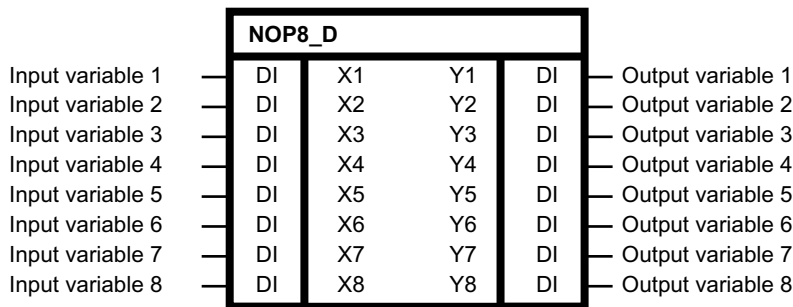 NOP8_D
Input variable 1 DI X1 Y1 DI Output variable 1
Input variable 2 DI X2 Y2 DI Output variable 2
Input variable 3 DI X3 Y3 DI Output variable 3
Input variable 4 DI X4 Y4 DI Output variable 4
Input variable 5 DI X5 Y5 DI Output variable 5
Input variable 6 DI X6 Y6 DI Output variable 6
Input variable 7 DI X7 Y7 DI Output variable 7
Input variable 8 DI X8 Y8 DI Output variable 8